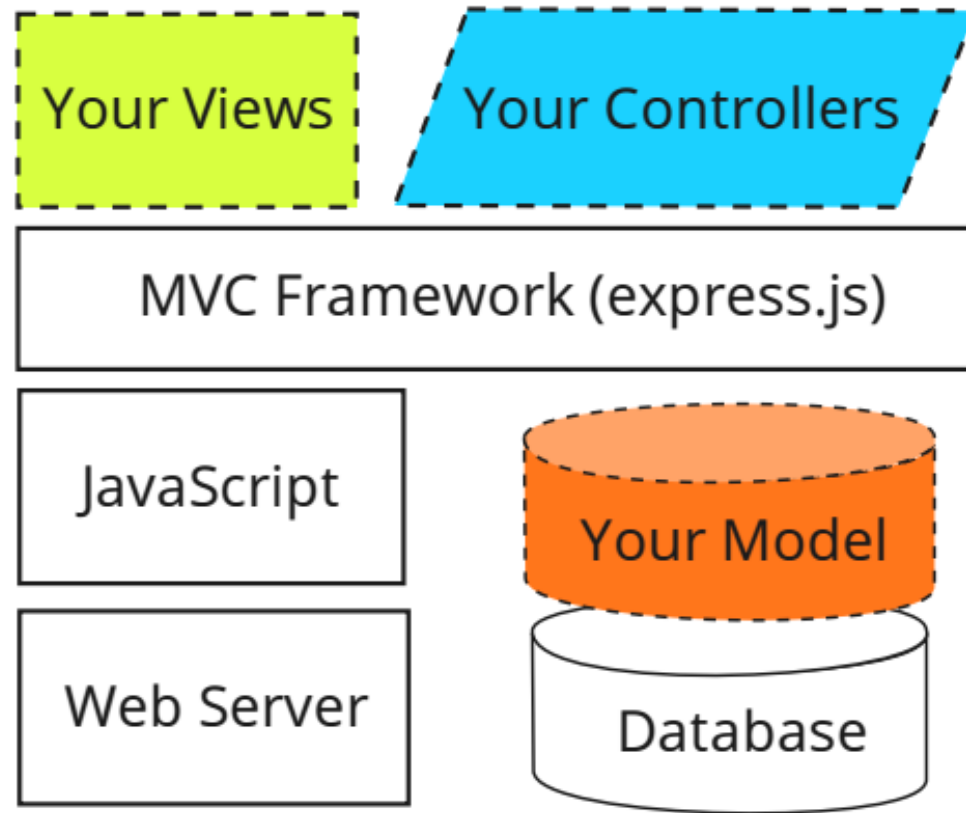 Your Views
Your Controllers
MVC Framework (express.js)
JavaScript
Your Model
Web Server
Database